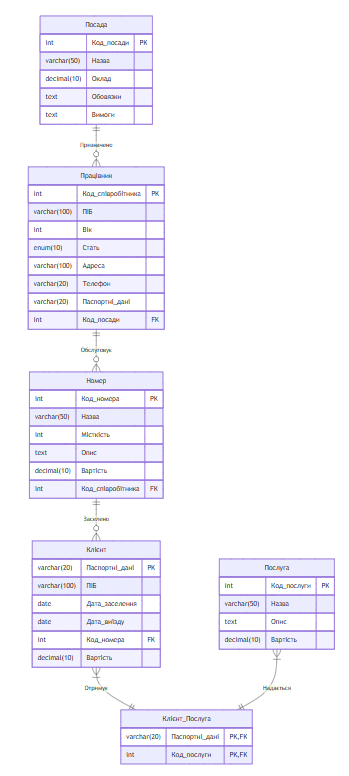 Посада
int Код_посади PK
varchar(50) Назва
decimal(10) Оклад
text Обовязки
text Вимоги
Призначено
Працівник
int Код_співробітника PK
varchar(100) ПІБ
int Вік
enum(10) Стать
varchar(100) Адреса
varchar(20) Телефон
varchar(20) Паспортні_дані
int Код_посади FK
Обслуговує
Номер
int Код_номера PK
varchar(50) Назва
int Місткість
text Опис
decimal(10) Вартість
int Код_співробітника FK
Заселено
Клієнт
varchar(20) Паспортні_дані PK
varchar(100) ПІБ
date Дата_заселення
date Дата_виїзду
int Код_номера FK
decimal(10) Вартість
Послуга
int Код_послуги PK
varchar(50) Назва
text Опис
decimal(10) Вартість
Отримує
Надається
Клієнт_Послуга
varchar(20) Паспортні_дані PK,FK
int Код_послуги PK,FK